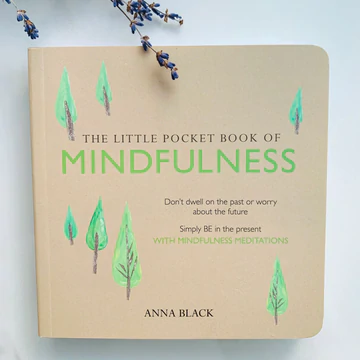 THE LITTLE POCKET BOOK OF
MINDFULNESS
Don't dwell on the past or worry
about the future
Simply BE in the present
WITH MINDFULNESS MEDITATIONS
ANNA BLACK